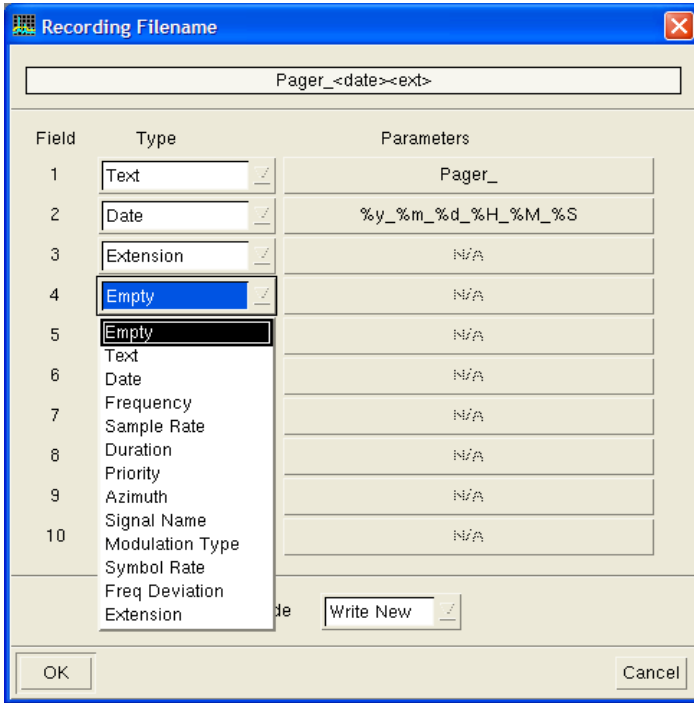 Recording Filename
Pager_<date><ext>
Field Type Parameters
1 Text Pager_
2 Date %y_%m_%d_%H_%M_%S
3 Extension N/A
4 Empty N/A
5 Empty N/A
Text
6 Date N/A
Frequency
7 Sample Rate N/A
8 Duration N/A
Priority
9 Azimuth N/A
Signal Name
10 Modulation Type N/A
Symbol Rate
Freq Deviation
Extension de Write New
OK Cancel